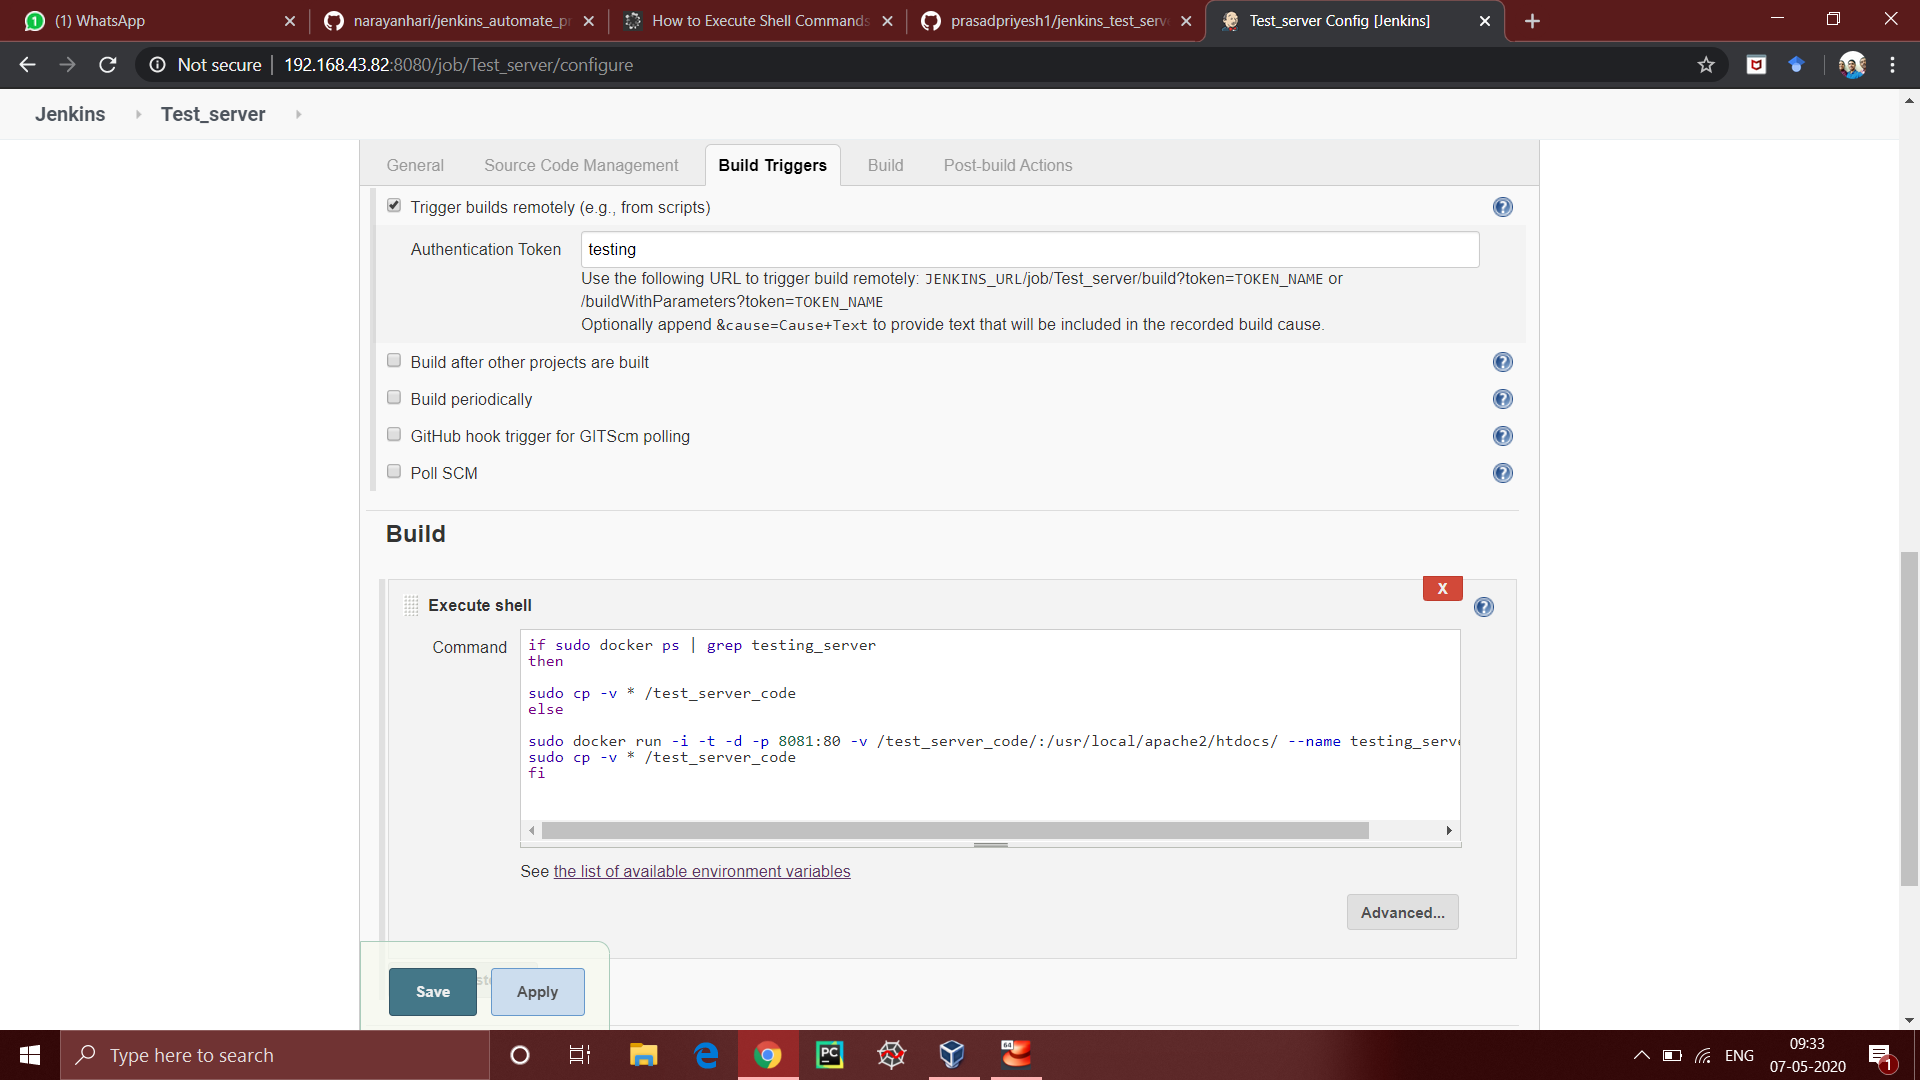 (1) WhatsApp
narayanhari/jenkins_automate_pr
How to Execute Shell Commands
prasadpriyesh1/jenkins_test_serve
Test_server Config [Jenkins]
Not secure
192.168.43.82:8080/job/Test_server/configure
Jenkins
Test_server
General
Source Code Management
Build Triggers
Build
Post-build Actions
Trigger builds remotely (e.g., from scripts)
Authentication Token
testing
Use the following URL to trigger build remotely: JENKINS_URL/job/Test_server/build?token=TOKEN_NAME or
/buildWithParameters?token=TOKEN_NAME
Optionally append &cause=Cause+Text to provide text that will be included in the recorded build cause.
Build after other projects are built
Build periodically
GitHub hook trigger for GITScm polling
Poll SCM
Build
X
Execute shell
Command
if sudo docker ps | grep testing_server
then
sudo cp -v * /test_server_code
else
sudo docker run -i -t -d -p 8081:80 -v /test_server_code/:/usr/local/apache2/htdocs/ --name testing_serve
sudo cp -v * /test_server_code
fi
See the list of available environment variables
Advanced...
Save
Apply
Type here to search
PC
64
ENG
09:33
07-05-2020
1